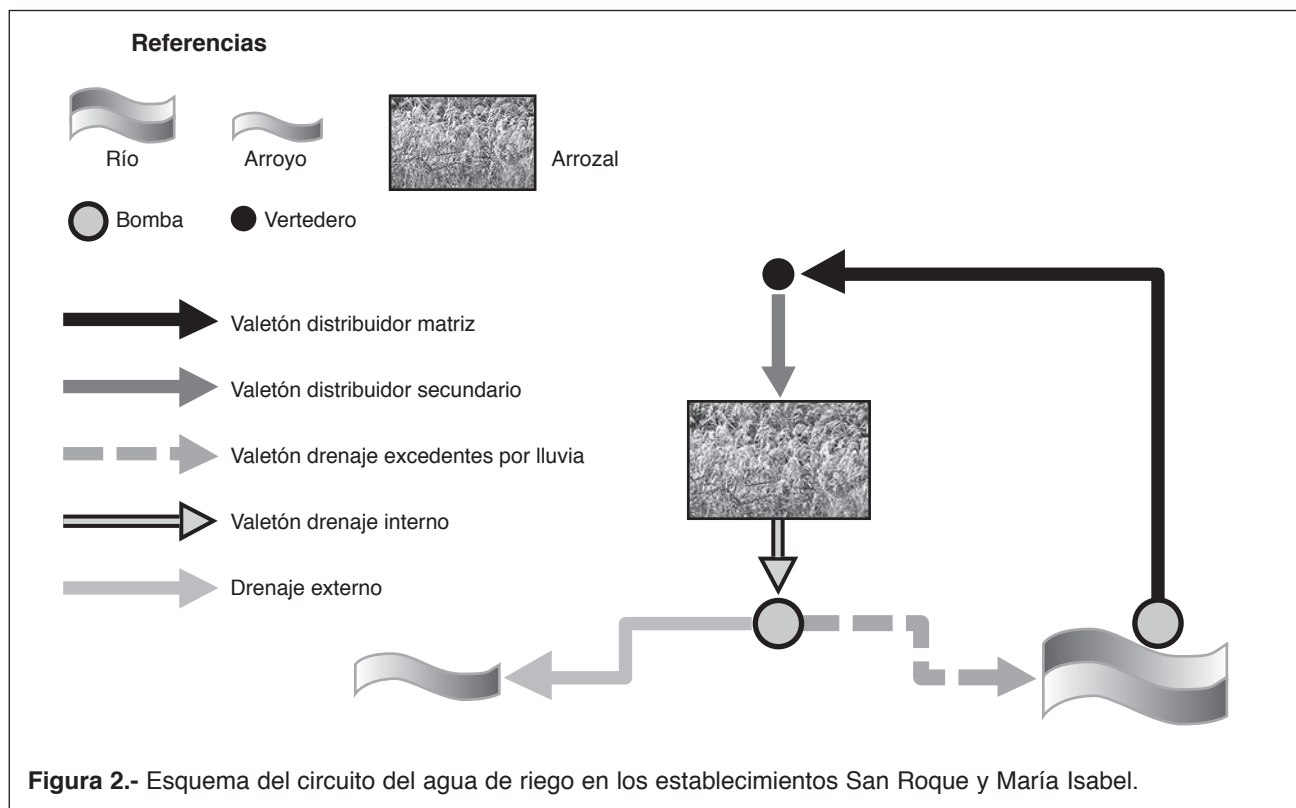 Referencias
Río
Arroyo
Arrozal
Bomba
Vertedero
Valetón distribuidor matriz
Valetón distribuidor secundario
Valetón drenaje excedentes por lluvia
Valetón drenaje interno
Drenaje externo
Figura 2.- Esquema del circuito del agua de riego en los establecimientos San Roque y María Isabel.